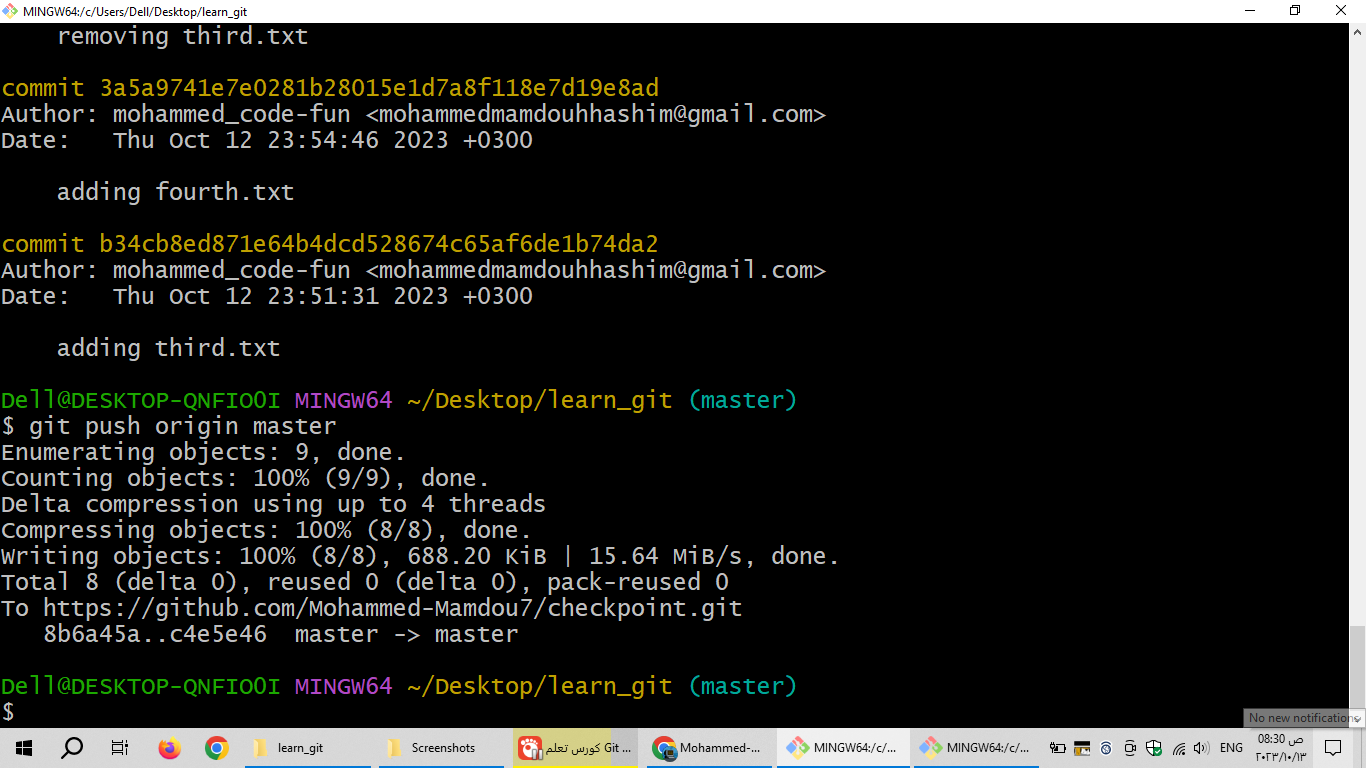 MINGW64:/c/Users/Dell/Desktop/learn_git
removing third.txt
commit 3a5a9741e7e0281b28015e1d7a8f118e7d19e8ad
Author: mohammed_code-fun <mohammedmamdouhhashim@gmail.com>
Date:   Thu Oct 12 23:54:46 2023 +0300
adding fourth.txt
commit b34cb8ed871e64b4dcd528674c65af6de1b74da2
Author: mohammed_code-fun <mohammedmamdouhhashim@gmail.com>
Date:   Thu Oct 12 23:51:31 2023 +0300
adding third.txt
Dell@DESKTOP-QNFIO0I MINGW64 ~/Desktop/learn_git (master)
$ git push origin master
Enumerating objects: 9, done.
Counting objects: 100% (9/9), done.
Delta compression using up to 4 threads
Compressing objects: 100% (8/8), done.
Writing objects: 100% (8/8), 688.20 KiB | 15.64 MiB/s, done.
Total 8 (delta 0), reused 0 (delta 0), pack-reused 0
To https://github.com/Mohammed-Mamdou7/checkpoint.git
8b6a45a..c4e5e46  master -> master
Dell@DESKTOP-QNFIO0I MINGW64 ~/Desktop/learn_git (master)
$
No new notifications
learn_git
Screenshots
كورس تعلم Git ...
Mohammed-...
MINGW64:/c/...
MINGW64:/c/...
ENG
08:30 ص
٢٠٢٣/١٠/١٣